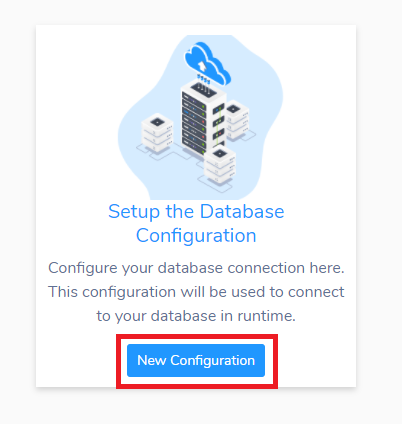 Setup the Database
Configuration
Configure your database connection here.
This configuration will be used to connect
to your database in runtime.
New Configuration